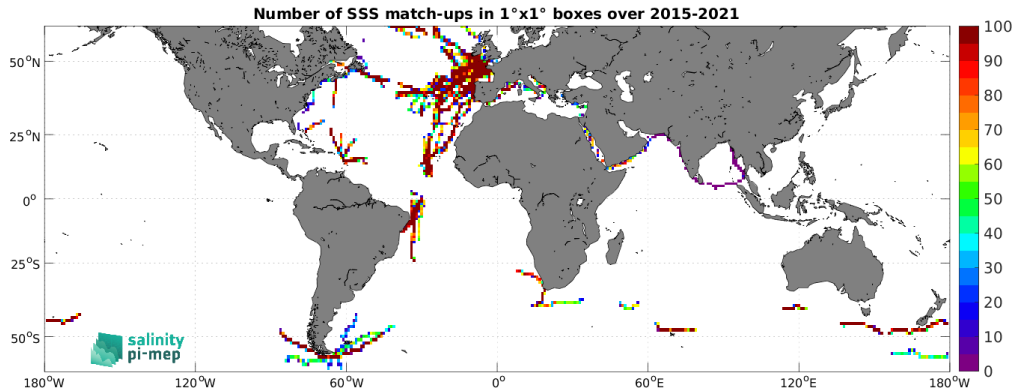 Number of SSS match-ups in 1°x1° boxes over 2015-2021
50°N
25°N
0°
25°S
50°S
180°W
120°W
60°W
0°
60°E
120°E
180°W
100
90
80
70
60
50
40
30
20
10
0
salinity
pi-mep